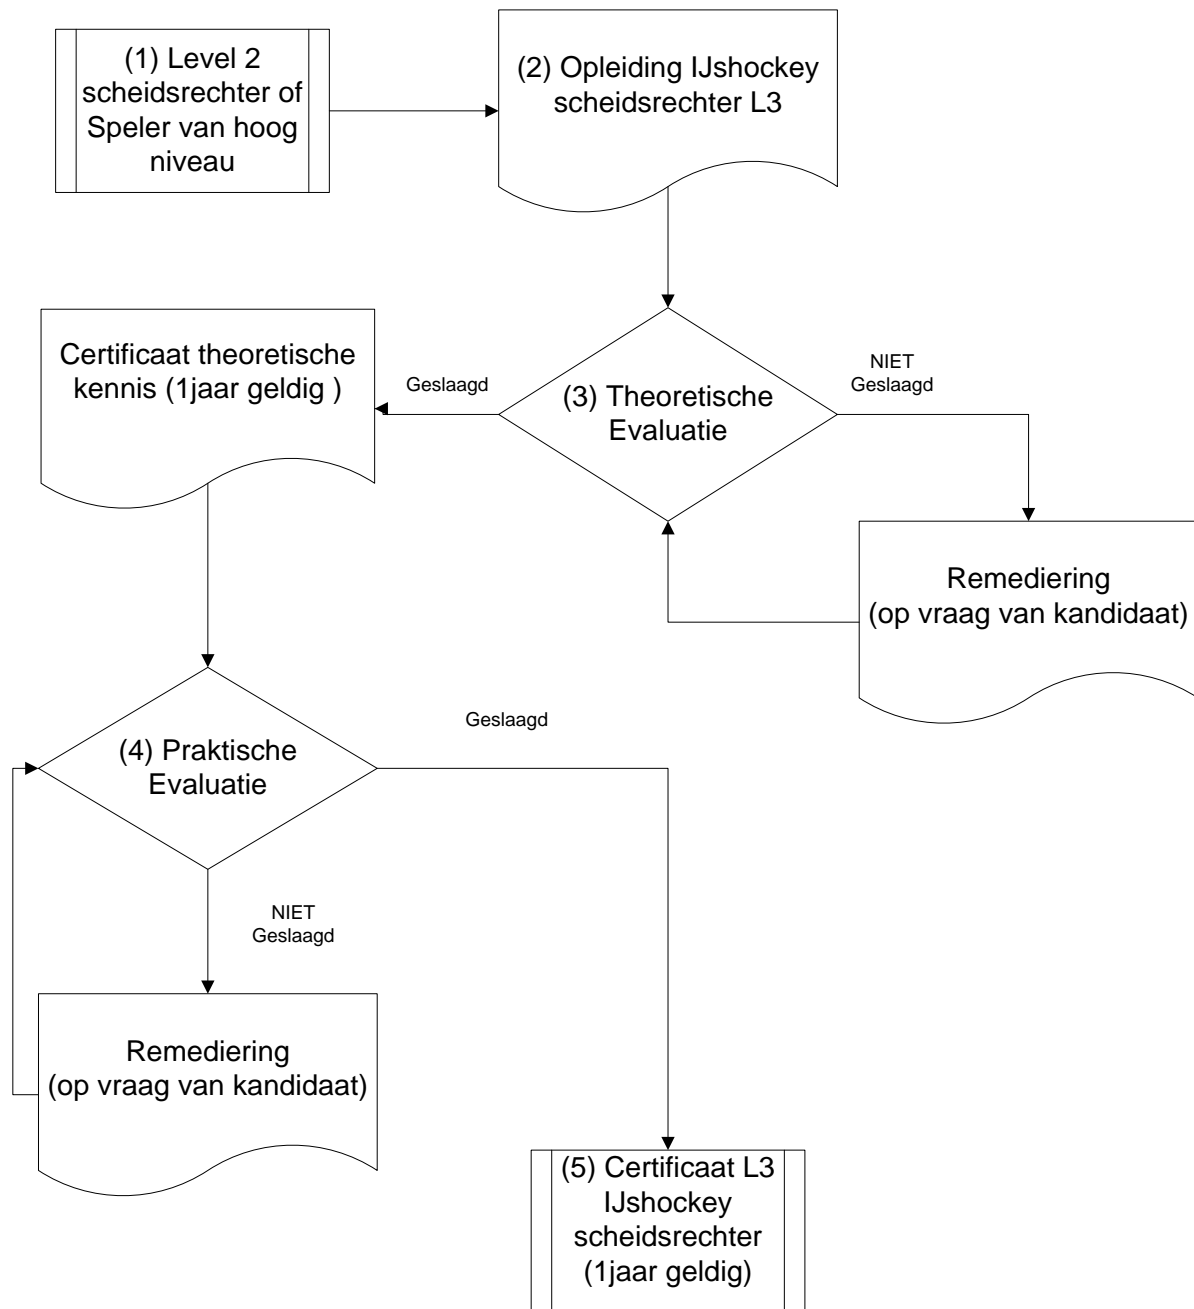 (1) Level 2
scheidsrechter of
Speler van hoog
niveau
(2) Opleiding IJshockey
scheidsrechter L3
Certificaat theoretische
kennis (1jaar geldig )
Geslaagd
(3) Theoretische
Evaluatie
NIET
Geslaagd
Remediering
(op vraag van kandidaat)
(4) Praktische
Evaluatie
Geslaagd
NIET
Geslaagd
Remediering
(op vraag van kandidaat)
(5) Certificaat L3
IJshockey
scheidsrechter
(1jaar geldig)